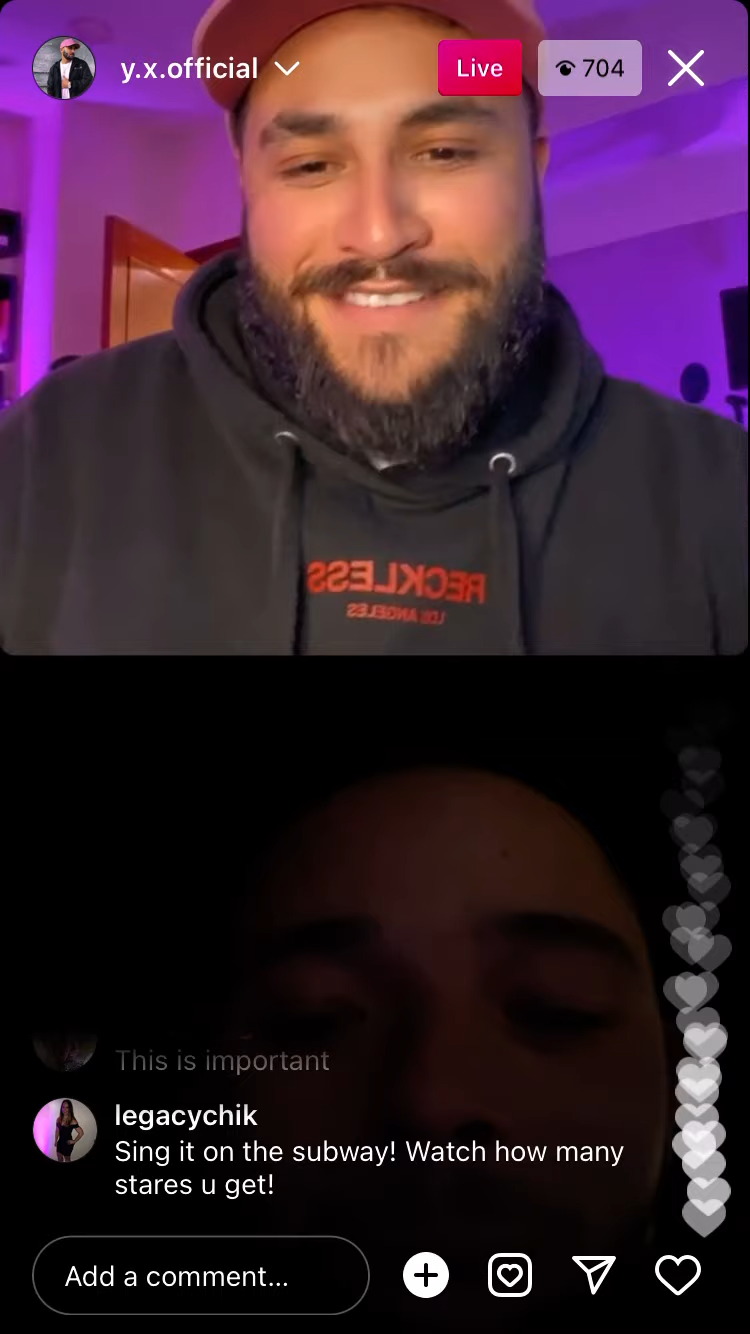 y.x.official
Live
704
RECKLESS
LOS ANGELES
This is important
legacychik
Sing it on the subway! Watch how many
stares u get!
Add a comment...